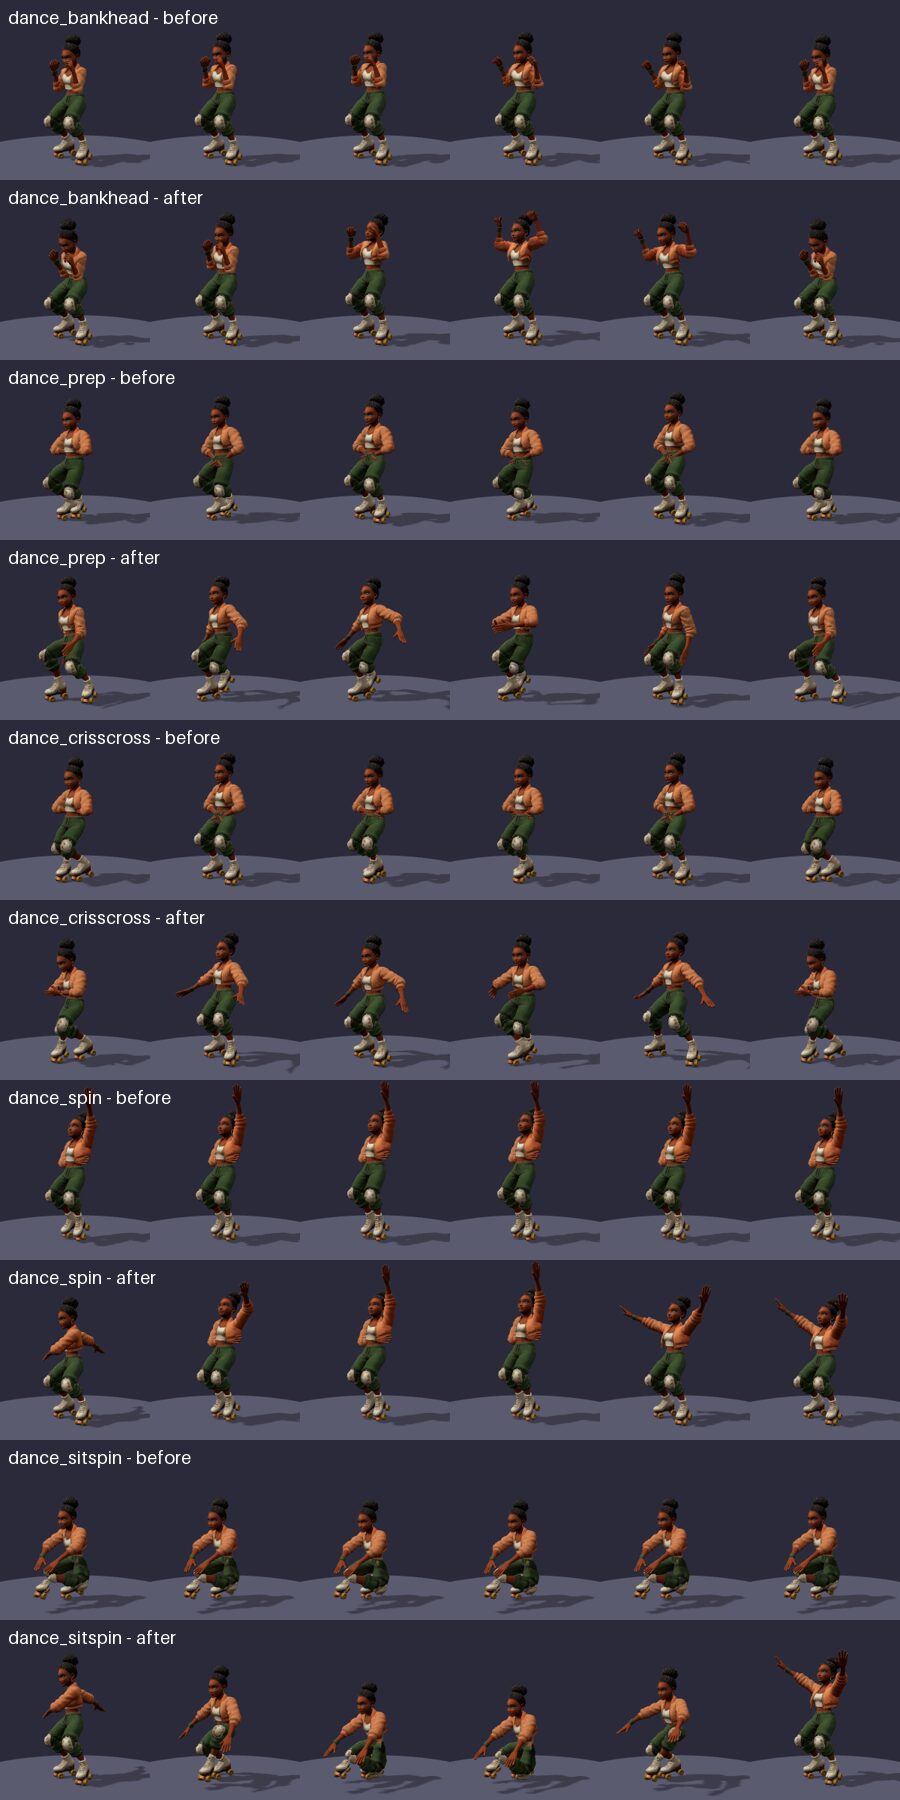 dance_bankhead - before
dance_bankhead - after
dance_prep - before
dance_prep - after
dance_crisscross - before
dance_crisscross - after
dance_spin - before
dance_spin - after
dance_sitspin - before
dance_sitspin - after